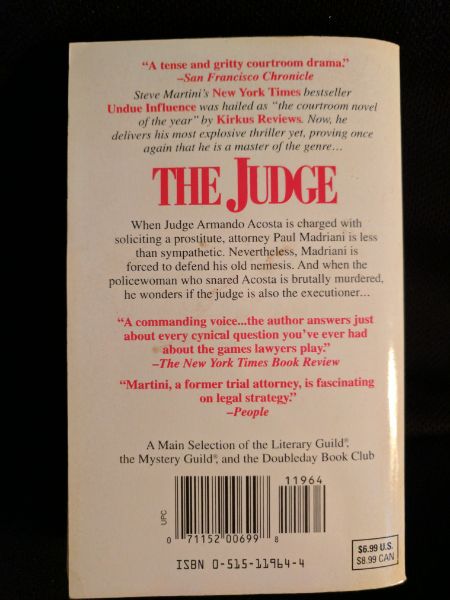 “A tense and gritty courtroom drama.”
–San Francisco Chronicle
Steve Martini's New York Times bestseller
Undue Influence was hailed as “the courtroom novel
of the year” by Kirkus Reviews. Now, he
delivers his most explosive thriller yet, proving once
again that he is a master of the genre…
THE JUDGE
When Judge Armando Acosta is charged with
soliciting a prostitute, attorney Paul Madriani is less
than sympathetic. Nevertheless, Madriani is
forced to defend his old nemesis. And when the
policewoman who snared Acosta is brutally murdered,
he wonders if the judge is also the executioner…
“A commanding voice...the author answers just
about every cynical question you've ever had
about the games lawyers play.”
–The New York Times Book Review
“Martini, a former trial attorney, is fascinating
on legal strategy.”
–People
A Main Selection of the Literary Guild®,
the Mystery Guild®, and the Doubleday Book Club
11964
UPC
0 71152 00699 8
ISBN 0-515-11964-4
$6.99 U.S.
$8.99 CAN